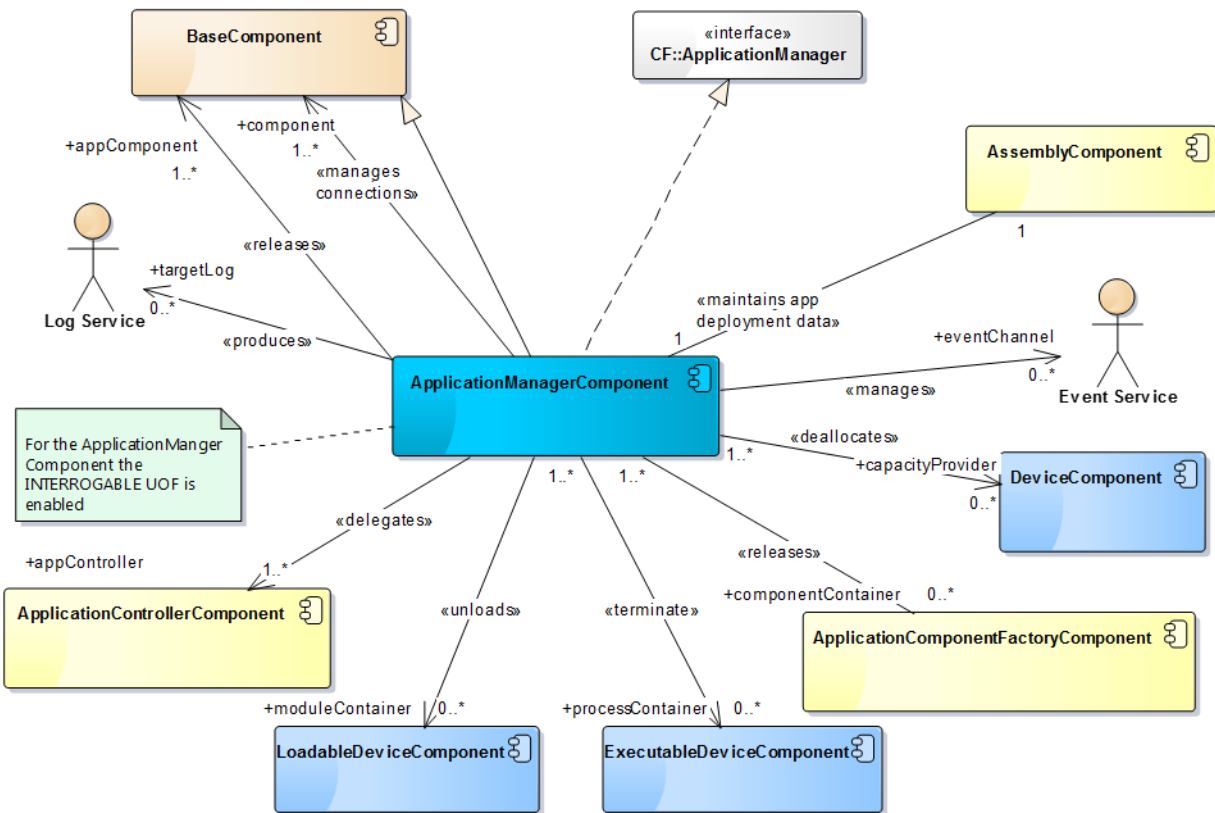 BaseComponent
«interface»
CF::ApplicationManager
+component
1..*
+appComponent
1..*
«manages
connections»
AssemblyComponent
1
«releases»
+targetLog
0..*
Log Service
«produces»
«maintains app
deployment data»
1
+eventChannel
0..*
«manages»
Event Service
ApplicationManagerComponent
For the ApplicationManger
Component the
INTERROGABLE UOF is
enabled
1..*
1..*
1..*
«deallocates»
+capacityProvider
0..*
DeviceComponent
«delegates»
+appController
1..*
ApplicationControllerComponent
«unloads»
«terminate»
«releases»
+componentContainer
0..*
ApplicationComponentFactoryComponent
+moduleContainer
0..*
LoadableDeviceComponent
+processContainer
0..*
ExecutableDeviceComponent